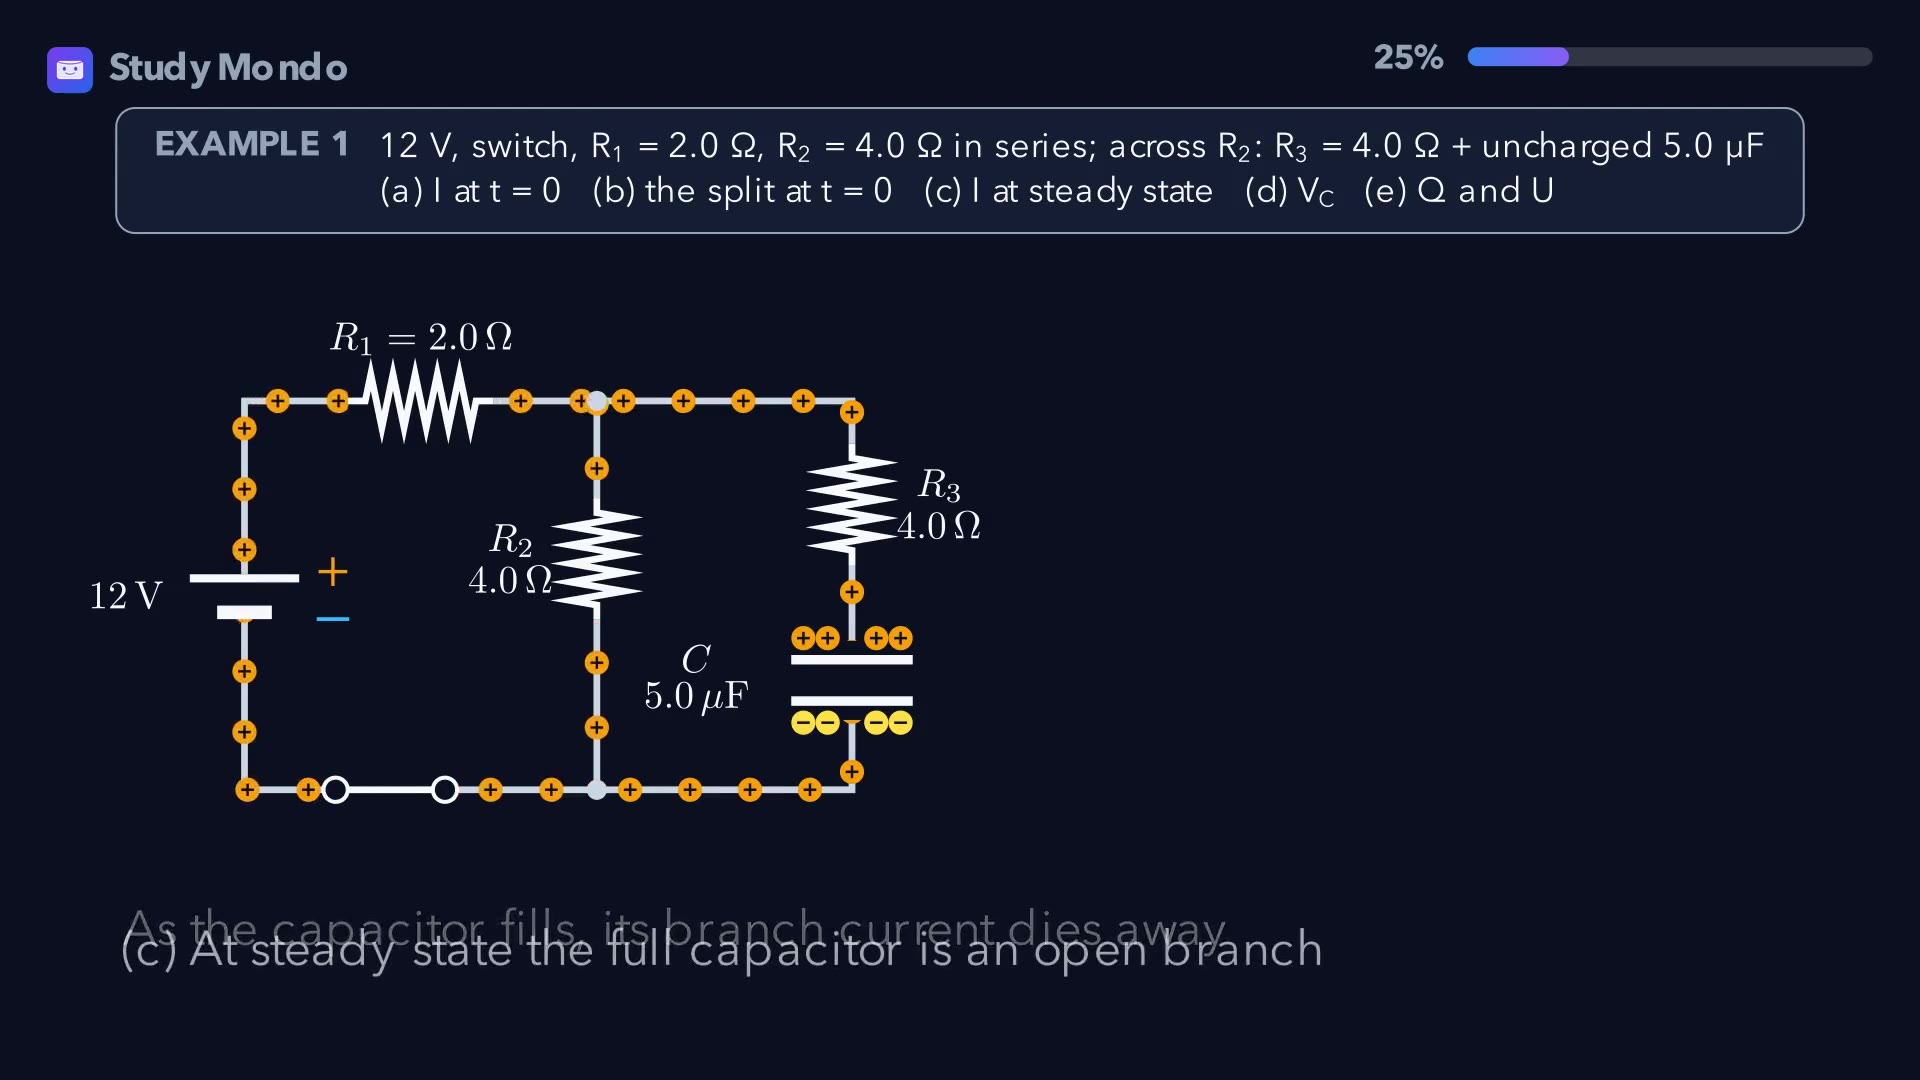 Study Mondo
25%
EXAMPLE 1 12 V, switch, R₁ = 2.0 Ω, R₂ = 4.0 Ω in series; across R₂: R₃ = 4.0 Ω + uncharged 5.0 µF
(a) I at t = 0 (b) the split at t = 0 (c) I at steady state (d) V_C (e) Q and U
R₁ = 2.0 Ω
R₃
4.0 Ω
R₂
4.0 Ω
12 V
+
−
C
5.0 µF
As the capacitor fills, its branch current dies away
(c) At steady state the full capacitor is an open branch